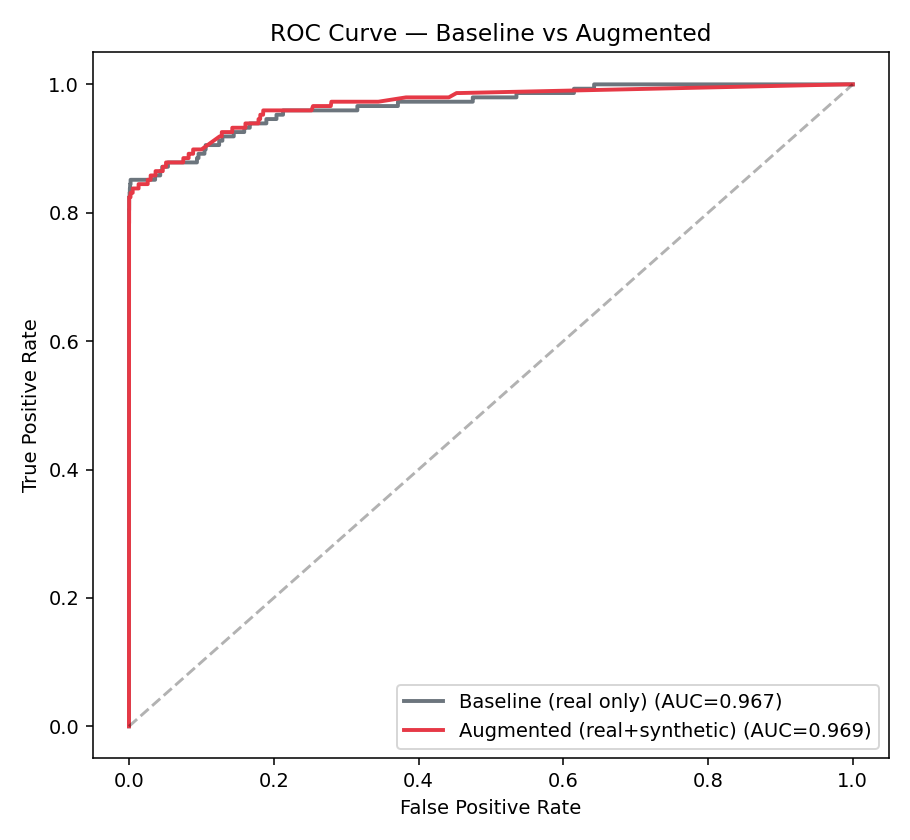 ROC Curve — Baseline vs Augmented
True Positive Rate
1.0
0.8
0.6
0.4
0.2
0.0
Baseline (real only) (AUC=0.967)
Augmented (real+synthetic) (AUC=0.969)
0.0 0.2 0.4 0.6 0.8 1.0
False Positive Rate